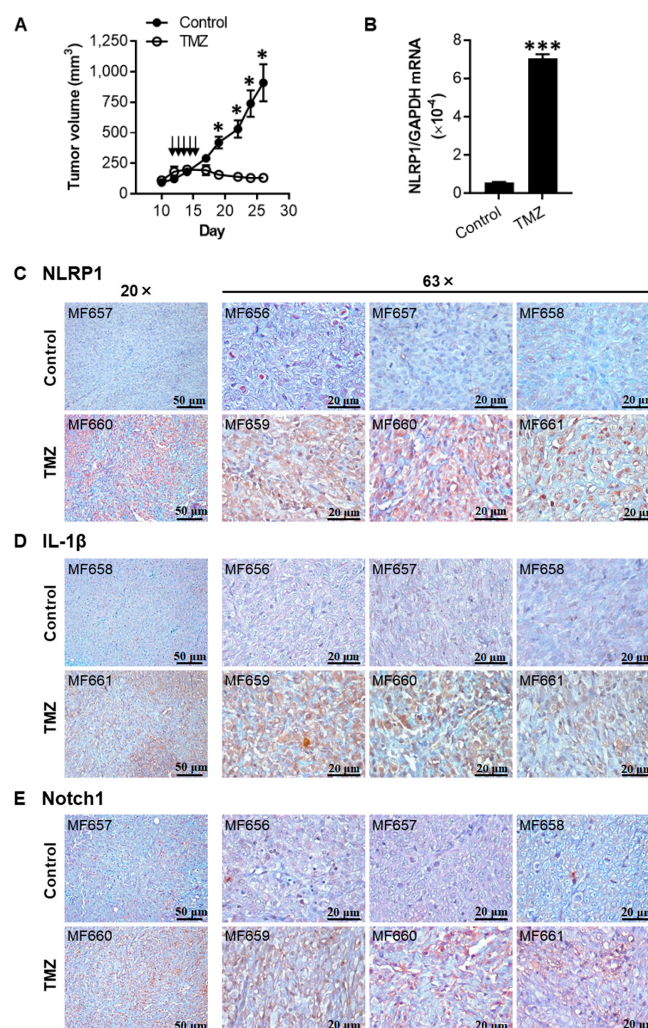 A
Control
TMZ
Tumor volume (mm3)
1,250
1,000
750
500
250
0
* * * *
10 15 20 25 30
Day
B
NLRP1/GAPDH mRNA
(×10-4)
8
6
4
2
0
***
Control
TMZ
C NLRP1
20 × 63 ×
Control
MF657 MF656 MF657 MF658
50 μm 20 μm 20 μm 20 μm
TMZ
MF660 MF659 MF660 MF661
50 μm 20 μm 20 μm 20 μm
D IL-1β
Control
MF658 MF656 MF657 MF658
50 μm 20 μm 20 μm 20 μm
TMZ
MF661 MF659 MF660 MF661
50 μm 20 μm 20 μm 20 μm
E Notch1
Control
MF657 MF656 MF657 MF658
50 μm 20 μm 20 μm 20 μm
TMZ
MF660 MF659 MF660 MF661
50 μm 20 μm 20 μm 20 μm